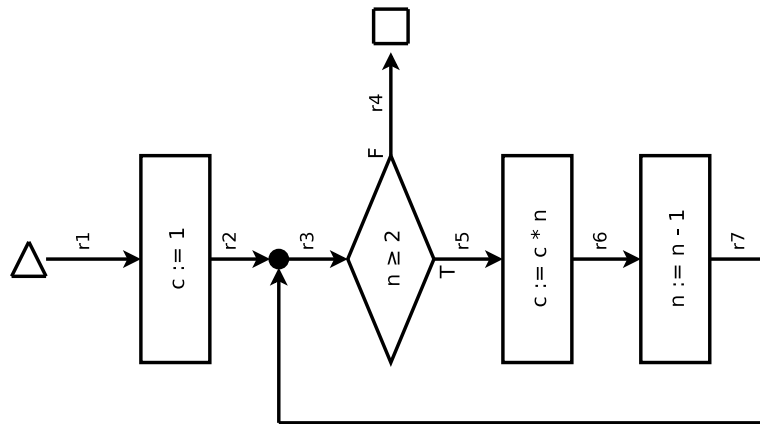 r1
c := 1
r2
r3
n ≥ 2
F
r4
T
r5
c := c * n
r6
n := n - 1
r7